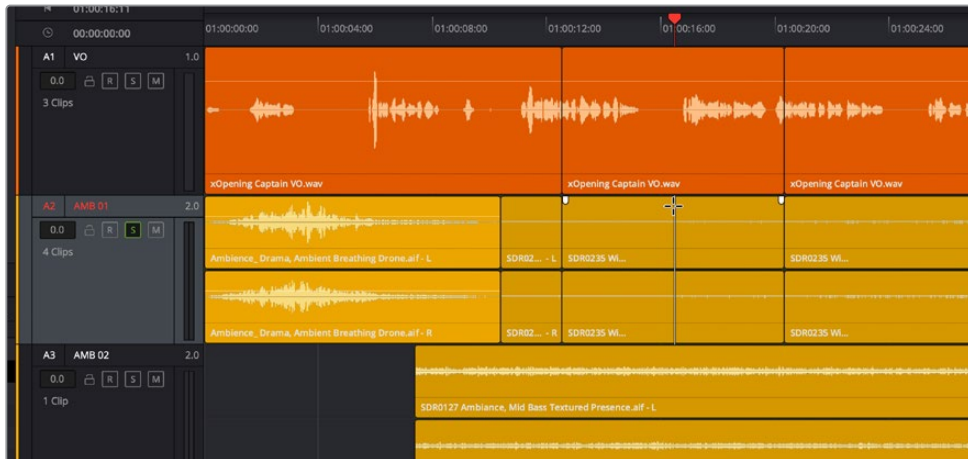 01:00:16:11
00:00:00:00
01:00:00:00 01:00:04:00 01:00:08:00 01:00:12:00 01:00:16:00 01:00:20:00 01:00:24:00
A1 VO 1.0
0.0 R S M
3 Clips
xOpening Captain VO.wav xOpening Captain VO.wav xOpening Captain VO.wav
A2 AMB 01 2.0
0.0 R S M
4 Clips
Ambience_ Drama, Ambient Breathing Drone.aif - L SDR02... - L SDR0235 Wi... SDR0235 Wi...
Ambience_ Drama, Ambient Breathing Drone.aif - R SDR02... - R SDR0235 Wi... SDR0235 Wi...
A3 AMB 02 2.0
0.0 R S M
1 Clip
SDR0127 Ambiance, Mid Bass Textured Presence.aif - L